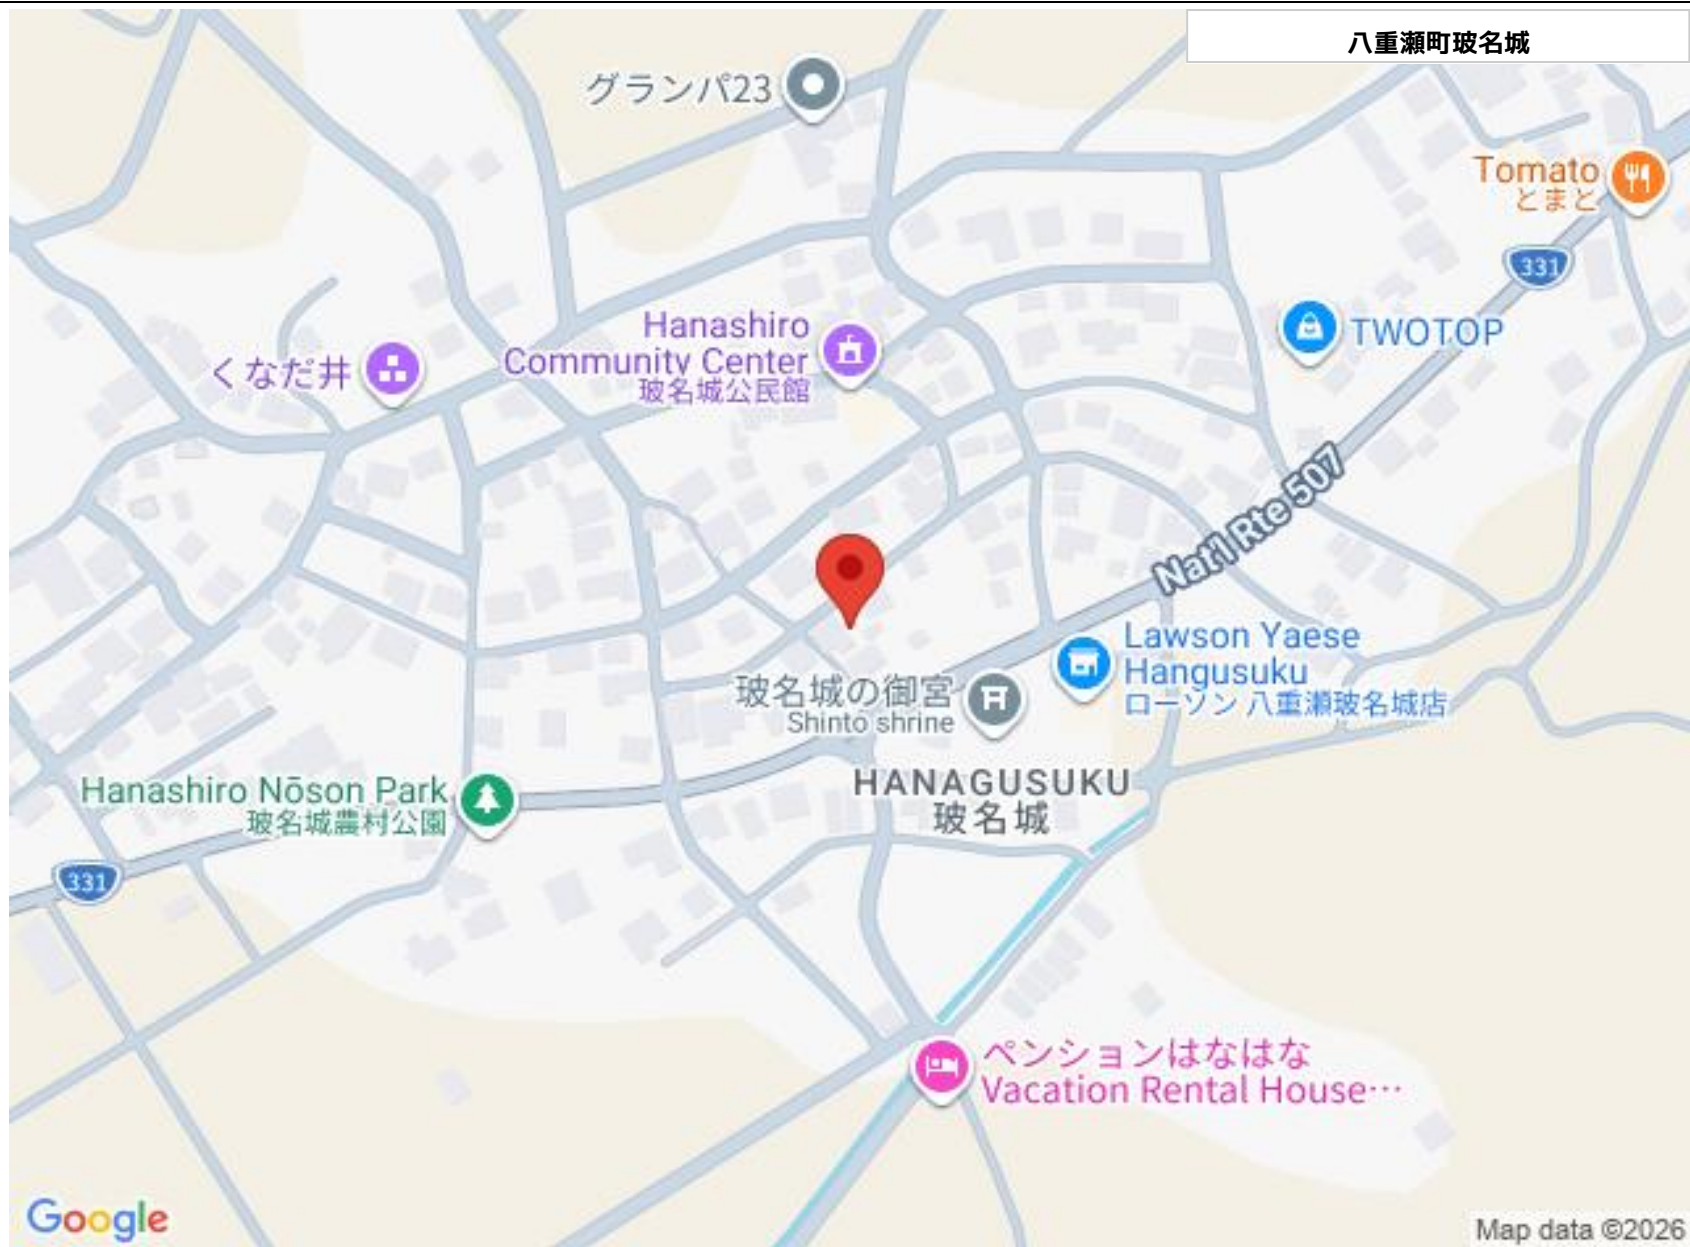 八重瀬町玻名城
グランパ23
Tomato
とまと
331
Hanashiro
Community Center
玻名城公民館
TWOTOP
くなだ井
Nat'l Rte 507
Lawson Yaese
Hangusuku
ローソン 八重瀬玻名城店
玻名城の御宮
Shinto shrine
HANAGUSUKU
玻名城
Hanashiro Nōson Park
玻名城農村公園
331
ペンションはなはな
Vacation Rental House…
Google
Map data ©2026